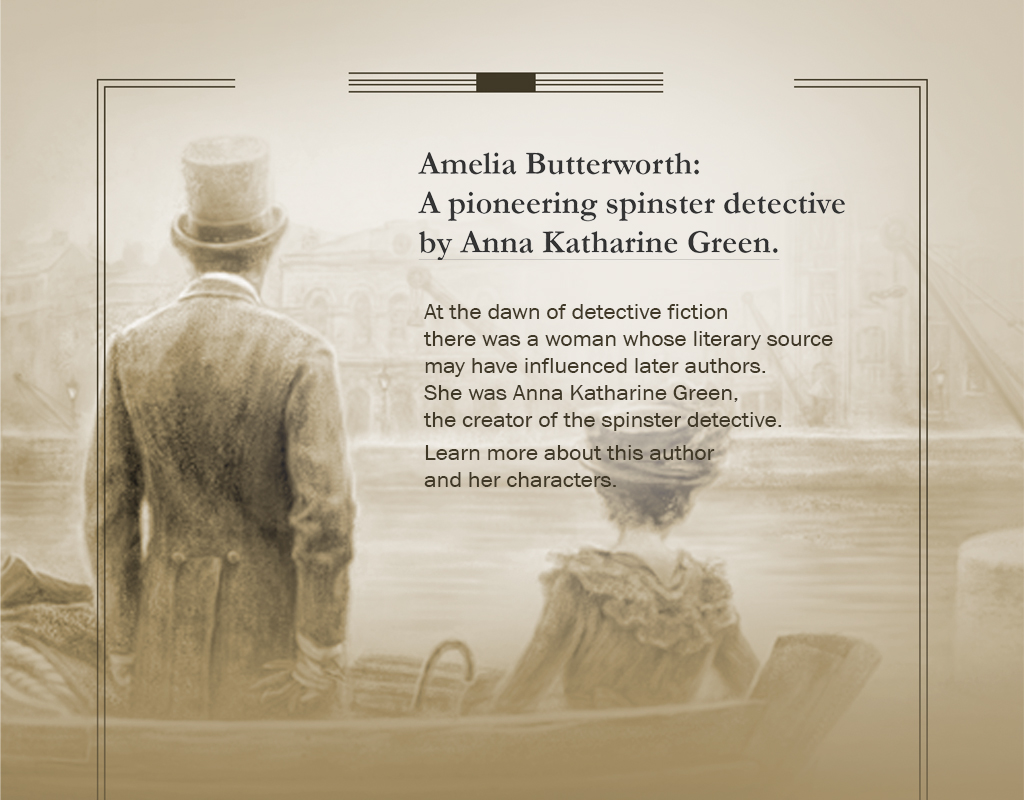 Amelia Butterworth:
A pioneering spinster detective
by Anna Katharine Green.
At the dawn of detective fiction
there was a woman whose literary source
may have influenced later authors.
She was Anna Katharine Green,
the creator of the spinster detective.
Learn more about this author
and her characters.